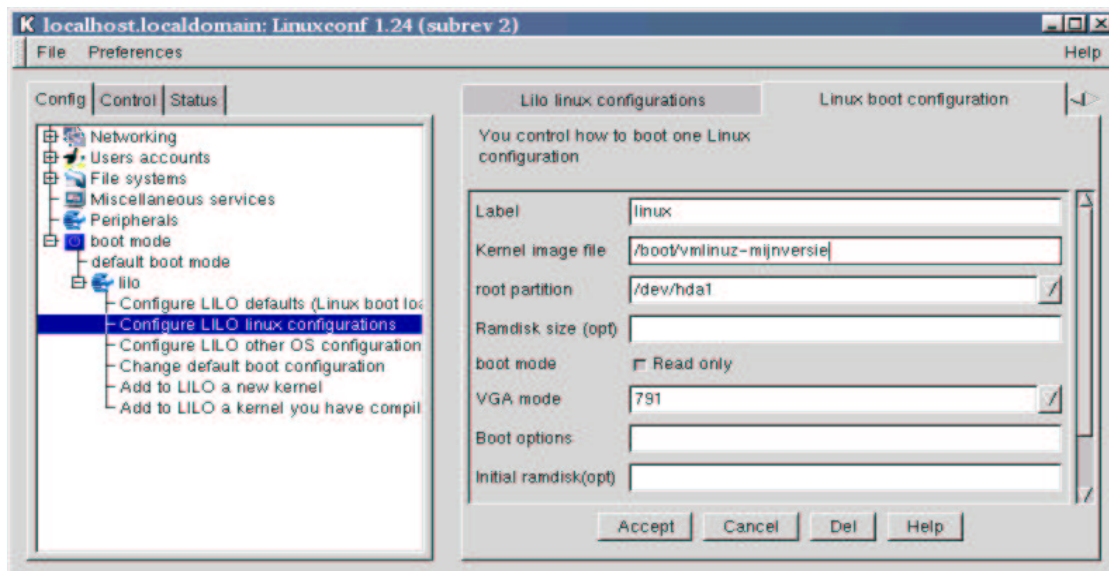 K localhost.localdomain: Linuxconf 1.24 (subrev 2)
File Preferences Help
Config Control Status
Networking
Users accounts
File systems
Miscellaneous services
Peripherals
boot mode
default boot mode
lilo
Configure LILO defaults (Linux boot loa
Configure LILO linux configurations
Configure LILO other OS configuration
Change default boot configuration
Add to LILO a new kernel
Add to LILO a kernel you have compil
Lilo linux configurations Linux boot configuration
You control how to boot one Linux
configuration
Label linux
Kernel image file /boot/vmlinuz-mijnversie
root partition /dev/hda1
Ramdisk size (opt)
boot mode Read only
VGA mode 791
Boot options
Initial ramdisk(opt)
Accept Cancel Del Help